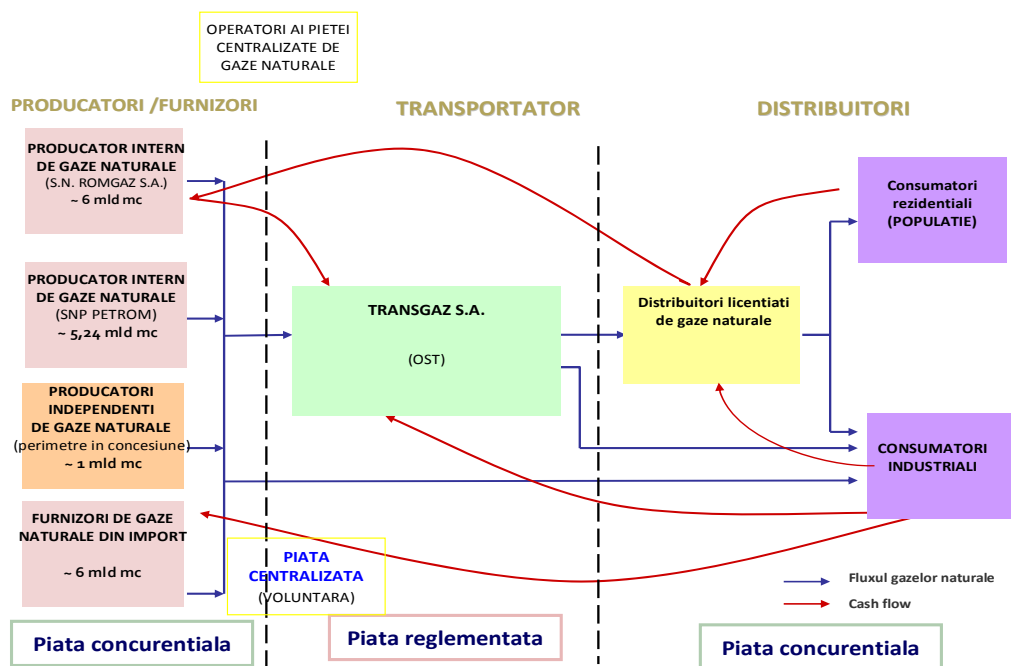 OPERATORI AI PIETEI
CENTRALIZATE DE
GAZE NATURALE
PRODUCATORI /FURNIZORI
TRANSPORTATOR
DISTRIBUITORI
PRODUCATOR INTERN
DE GAZE NATURALE
(S.N. ROMGAZ S.A.)
~ 6 mld mc
PRODUCATOR INTERN
DE GAZE NATURALE
(SNP PETROM)
~ 5,24 mld mc
PRODUCATORI
INDEPENDENTI
DE GAZE NATURALE
(perimetre in concesiune)
~ 1 mld mc
FURNIZORI DE GAZE
NATURALE DIN IMPORT
~ 6 mld mc
TRANSGAZ S.A.
(OST)
Distribuitori licentiati
de gaze naturale
Consumatori
rezidentiali
(POPULATIE)
CONSUMATORI
INDUSTRIALI
PIATA
CENTRALIZATA
(VOLUNTARA)
Fluxul gazelor naturale
Cash flow
Piata concurentiala
Piata reglementata
Piata concurentiala